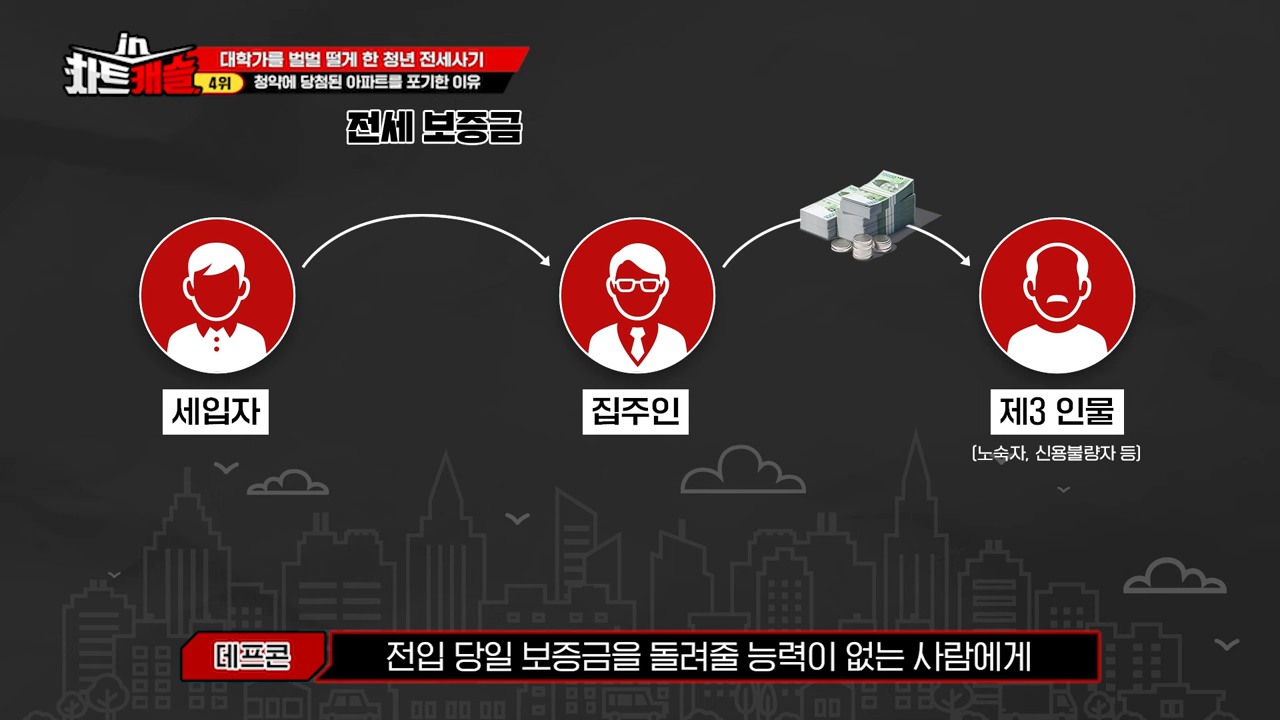 차트 in 캐슬
대학가를 벌벌 떨게 한 청년 전세사기
4위 청약에 당첨된 아파트를 포기한 이유
전세 보증금
세입자
집주인
제3 인물
(노숙자, 신용불량자 등)
데프콘
전입 당일 보증금을 돌려줄 능력이 없는 사람에게